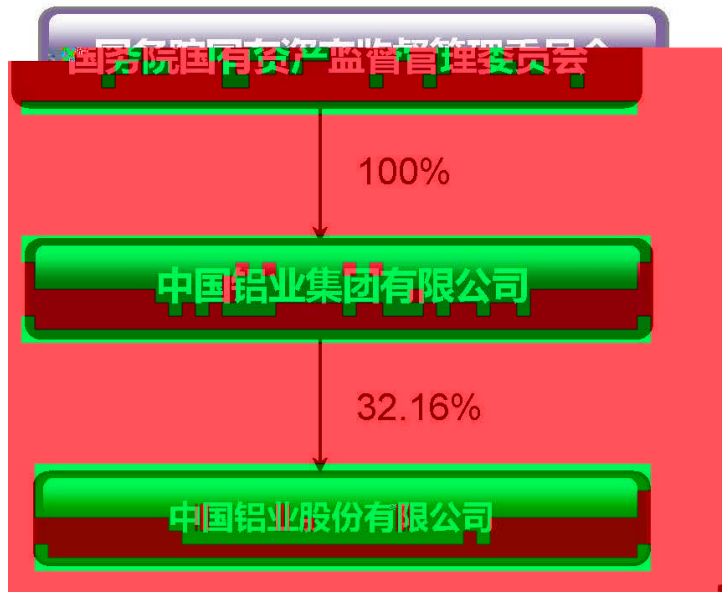 国务院国有资产监督管理委员会
100%
中国铝业集团有限公司
32.16%
中国铝业股份有限公司